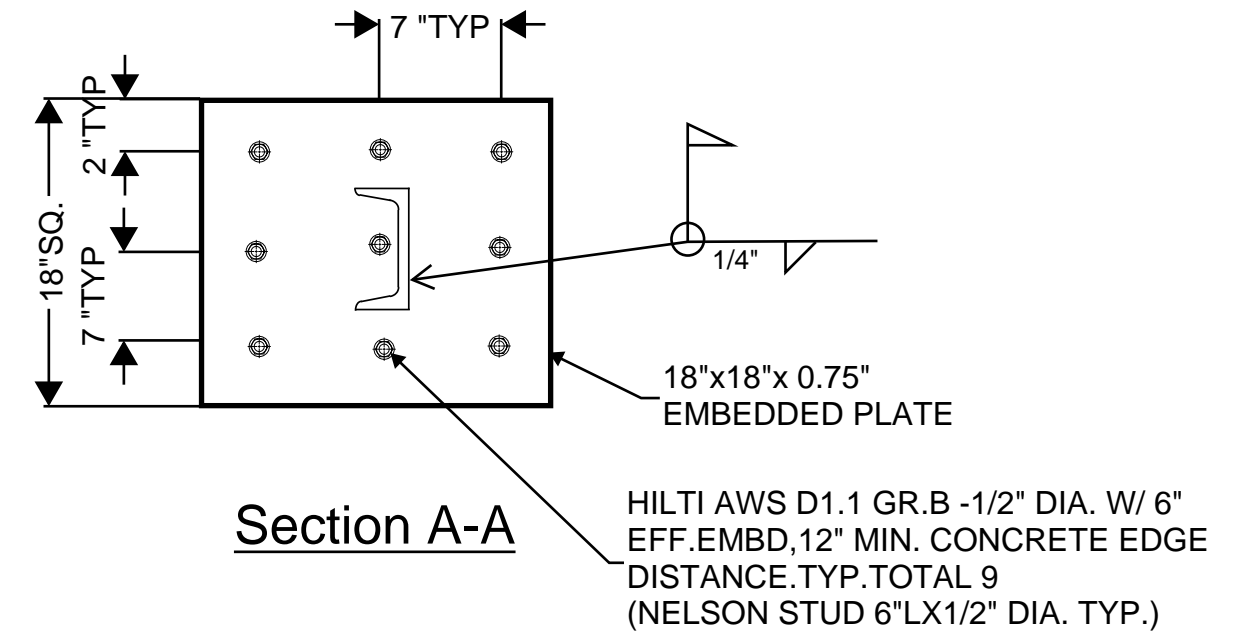 7 "TYP
2 "TYP
18"SQ.
7 "TYP
1/4"
18"x18"x 0.75"
EMBEDDED PLATE
Section A-A
HILTI AWS D1.1 GR.B -1/2" DIA. W/ 6"
EFF.EMBD,12" MIN. CONCRETE EDGE
DISTANCE.TYP.TOTAL 9
(NELSON STUD 6"LX1/2" DIA. TYP.)